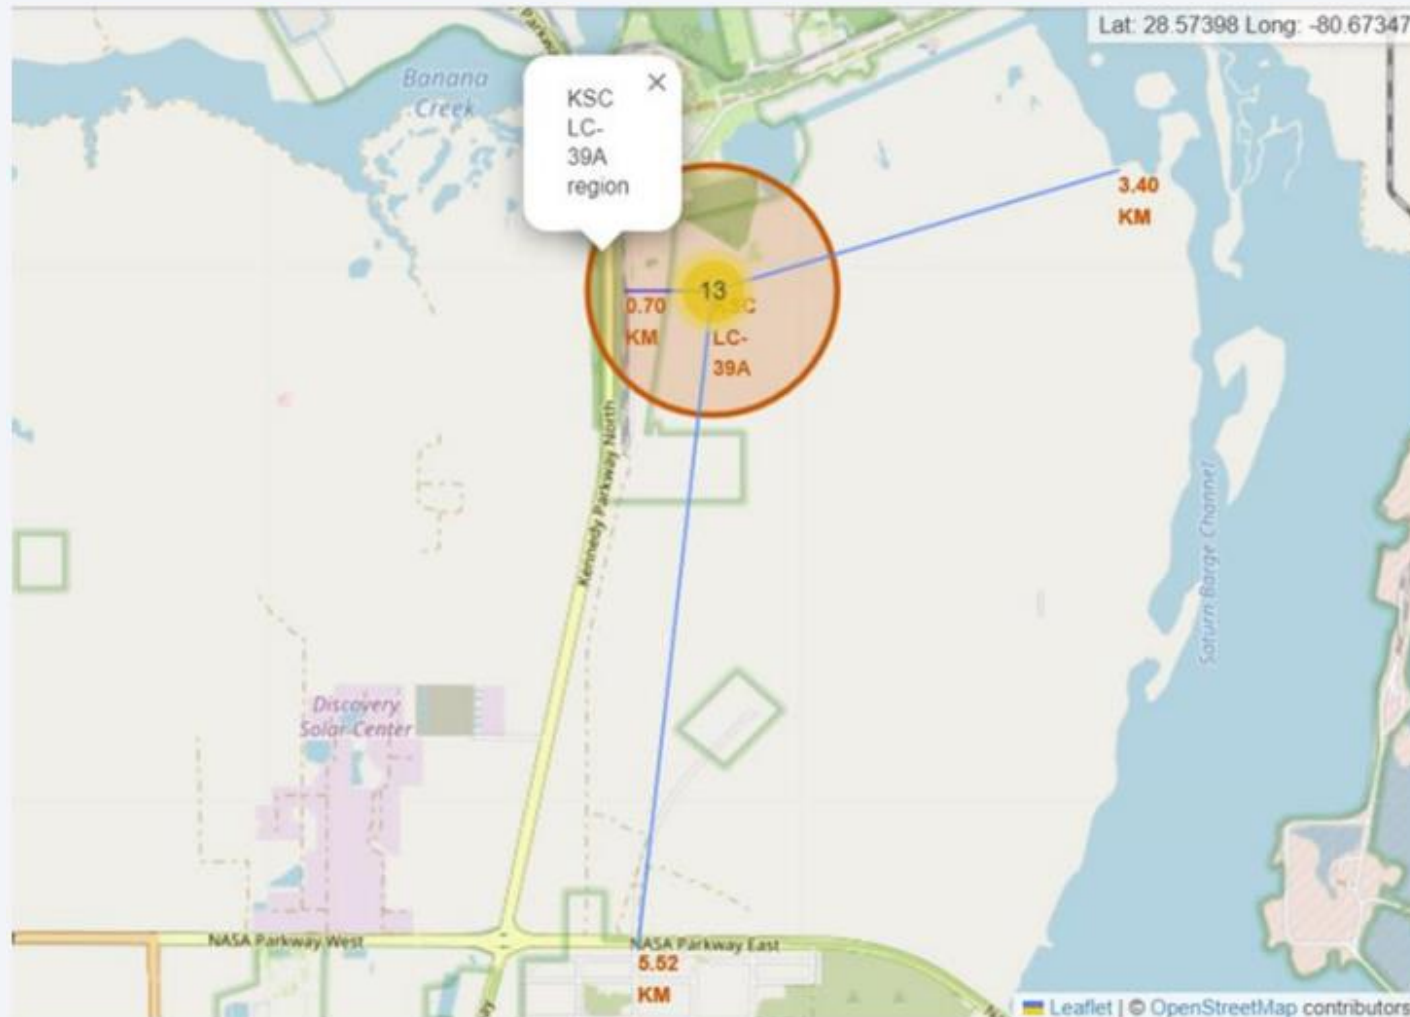 Parkway
Lat: 28.57398 Long: -80.67347
Banana
Creek
×
KSC
LC-
39A
region
3.40
KM
13
0.70
KM
KSC
LC-
39A
Kennedy Parkway North
Saturn Barge Channel
Discovery
Solar Center
NASA Parkway West
NASA Parkway East
5.52
KM
Leaflet | © OpenStreetMap contributors